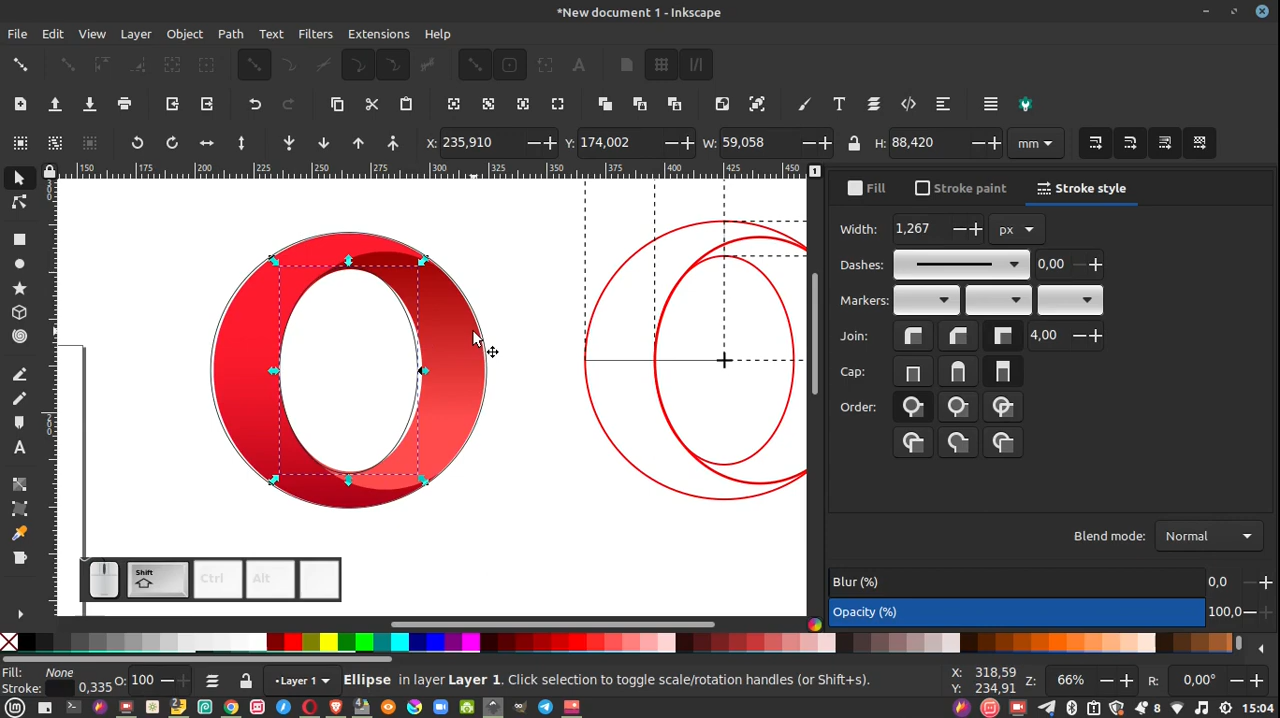 *New document 1 - Inkscape
File Edit View Layer Object Path Text Filters Extensions Help
X: 235,910 Y: 174,002 W: 59,058 H: 88,420 mm
150 175 200 225 250 275 300 325 350 375 400 425 450
1
Fill Stroke paint Stroke style
Width: 1,267 px
Dashes: 0,00
Markers:
Join: 4,00
Cap:
Order:
Blend mode: Normal
Shift Ctrl Alt
Blur (%) 0,0
Opacity (%) 100,0
Fill: None
Stroke: 0,335 O: 100 Layer 1 Ellipse in layer Layer 1. Click selection to toggle scale/rotation handles (or Shift+s). X: 318,59 Y: 234,91 Z: 66% R: 0,00°
8 15:04